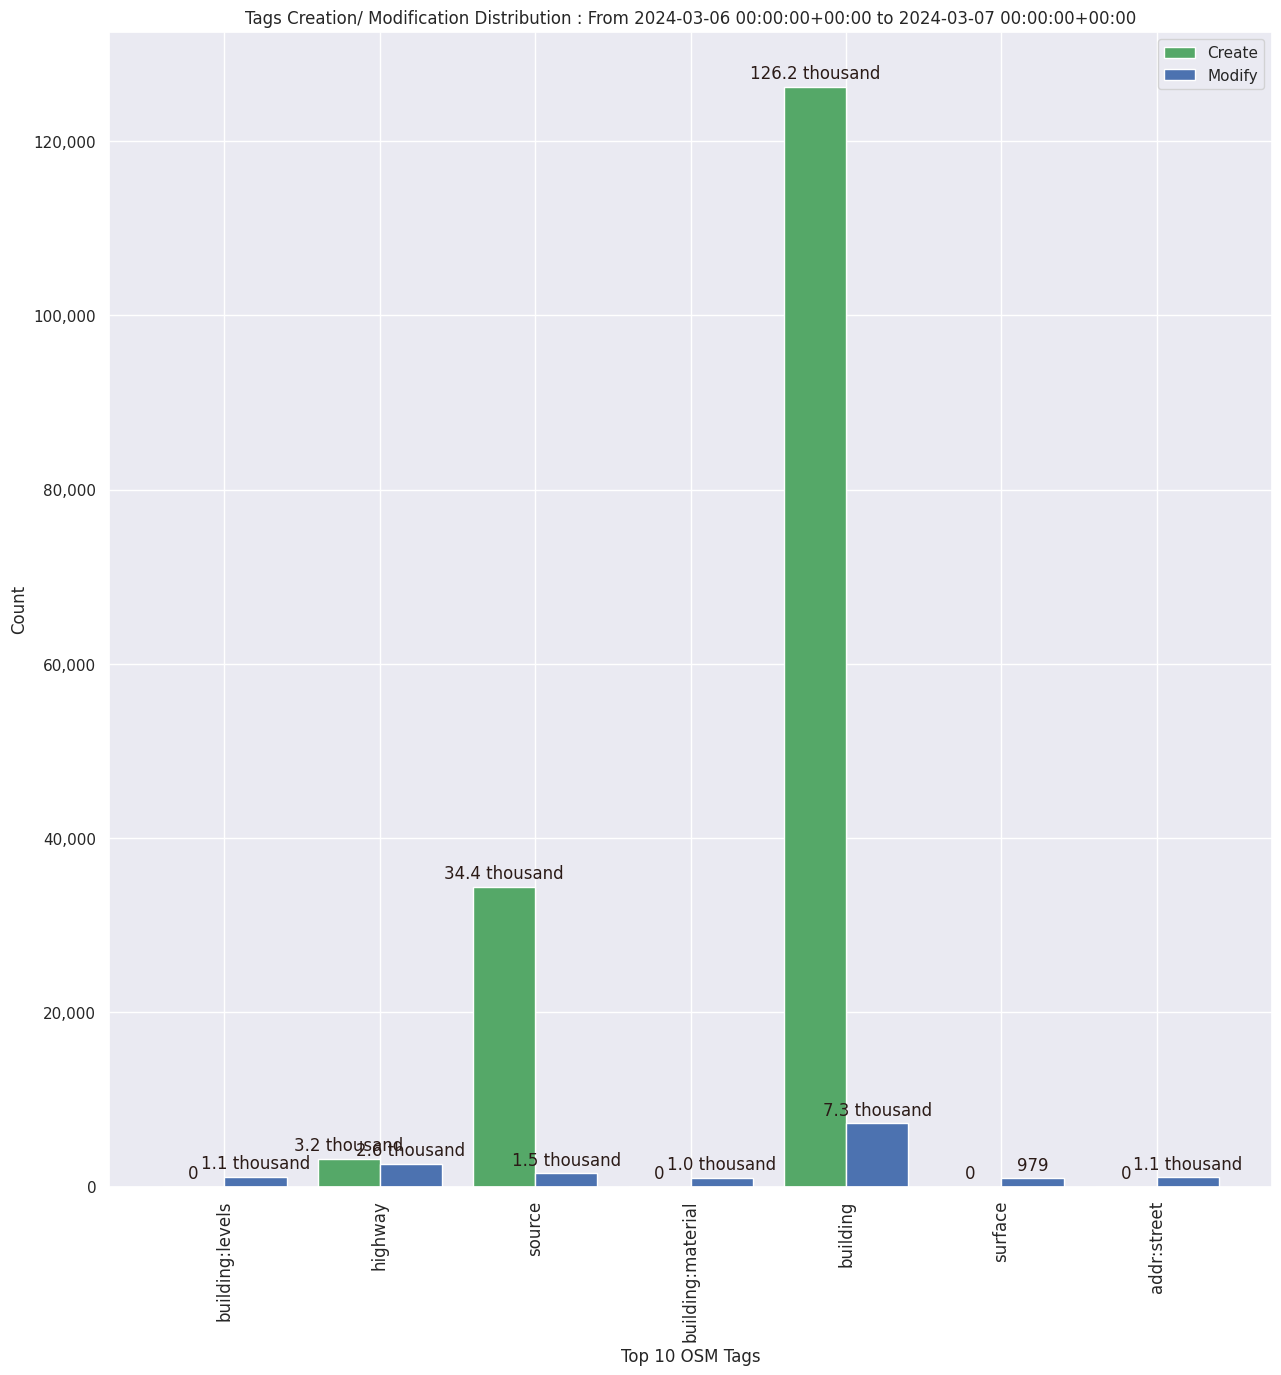 Tags Creation/ Modification Distribution : From 2024-03-06 00:00:00+00:00 to 2024-03-07 00:00:00+00:00
Create
Modify
126.2 thousand
120,000
100,000
80,000
60,000
Count
40,000
34.4 thousand
20,000
7.3 thousand
3.2 thousand
2.6 thousand
0
1.1 thousand
1.5 thousand
0
1.0 thousand
0
979
0
1.1 thousand
0
building:levels
highway
source
building:material
building
surface
addr:street
Top 10 OSM Tags